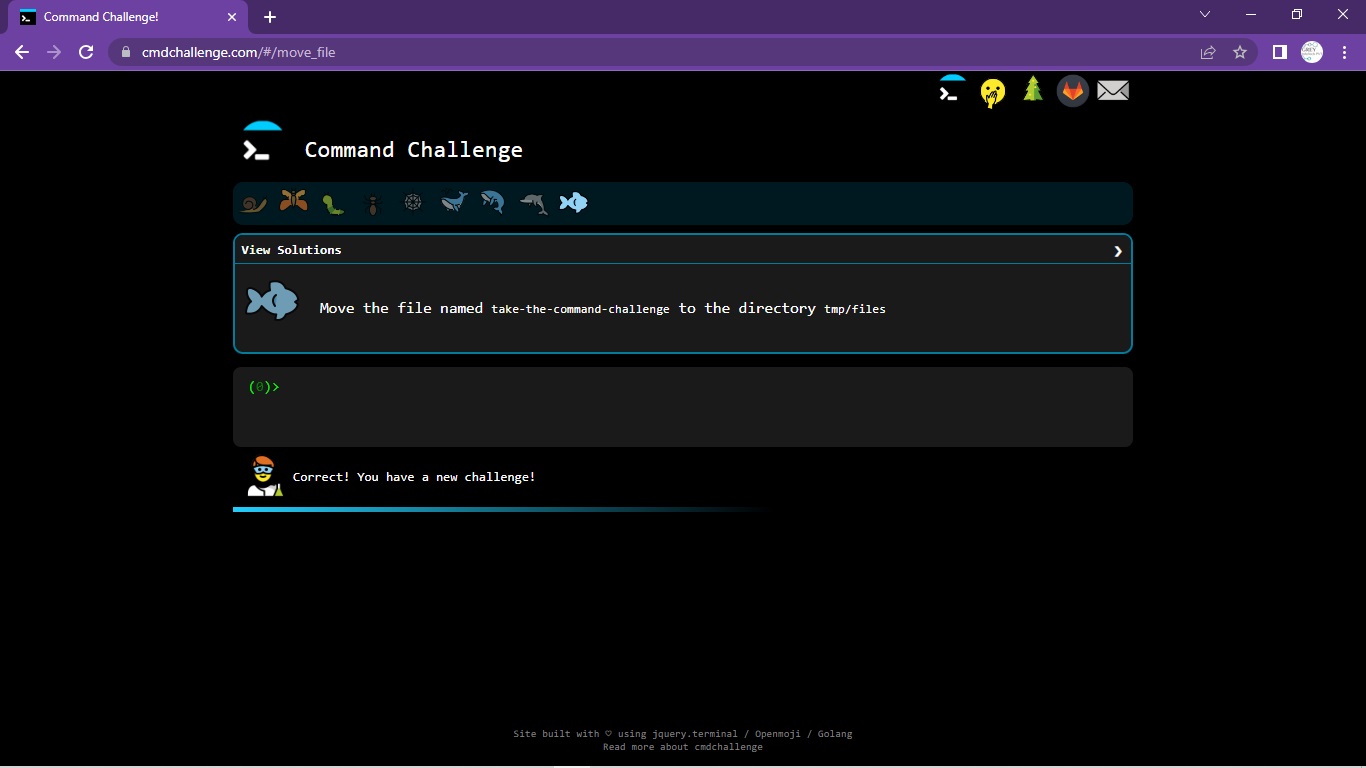 Command Challenge!
cmdchallenge.com/#/move_file
Command Challenge
View Solutions
Move the file named take-the-command-challenge to the directory tmp/files
(0)>
Correct! You have a new challenge!
Site built with ♡ using jquery.terminal / Openmoji / Golang
Read more about cmdchallenge